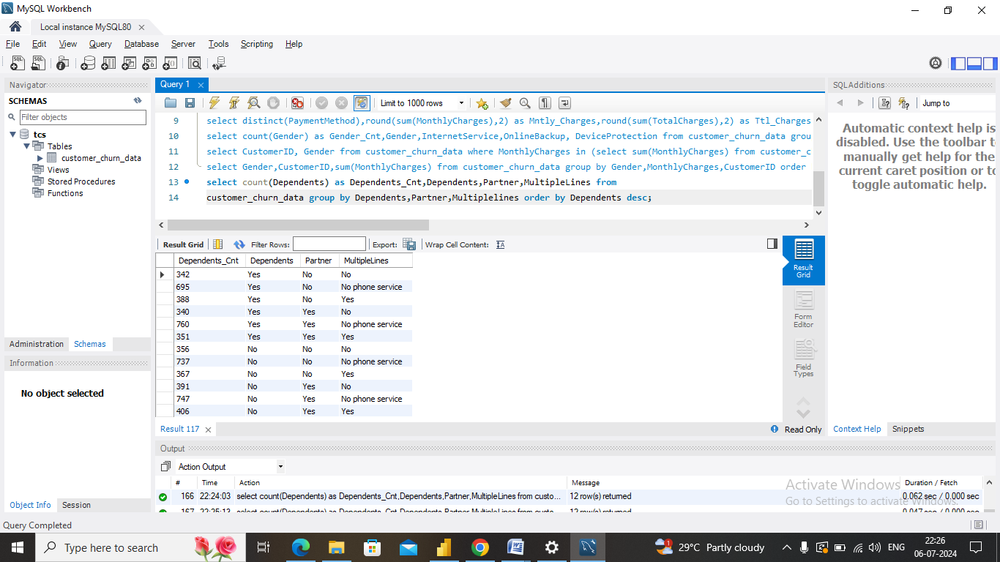 MySQL Workbench
Local instance MySQL80
File Edit View Query Database Server Tools Scripting Help
Navigator
SCHEMAS
Filter objects
tcs
Tables
customer_churn_data
Views
Stored Procedures
Functions
Administration Schemas
Information
No object selected
Object Info Session
Query 1
Limit to 1000 rows
9 select distinct(PaymentMethod),round(sum(MonthlyCharges),2) as Mntly_Charges,round(sum(TotalCharges),2) as Ttl_Charges
10 select count(Gender) as Gender_Cnt,Gender,InternetService,OnlineBackup, DeviceProtection from customer_churn_data grou
11 select CustomerID, Gender from customer_churn_data where MonthlyCharges in (select sum(MonthlyCharges) from customer_c
12 select Gender,CustomerID,sum(MonthlyCharges) from customer_churn_data group by Gender,MonthlyCharges,CustomerID order
13 select count(Dependents) as Dependents_Cnt,Dependents,Partner,MultipleLines from
14 customer_churn_data group by Dependents,Partner,Multiplelines order by Dependents desc;
Result Grid Filter Rows: Export: Wrap Cell Content:
Dependents_Cnt Dependents Partner MultipleLines
342 Yes No No
695 Yes No No phone service
388 Yes No Yes
340 Yes Yes No
760 Yes Yes No phone service
351 Yes Yes Yes
356 No No No
737 No No No phone service
367 No No Yes
391 No Yes No
747 No Yes No phone service
406 No Yes Yes
Result Grid
Form Editor
Field Types
Result 117
Read Only
SQLAdditions
Jump to
Automatic context help is
disabled. Use the toolbar t
manually get help for the
current caret position or to
toggle automatic help.
Context Help Snippets
Output
Action Output
# Time Action Message Duration / Fetch
166 22:24:03 select count(Dependents) as Dependents_Cnt,Dependents,Partner,MultipleLines from custo... 12 row(s) returned 0.062 sec / 0.000 sec
167 22:25:13 select count(Dependents) as Dependents_Cnt,Dependents,Partner,MultipleLines from custo... 12 row(s) returned 0.047 sec / 0.000 sec
Activate Windows
Go to Settings to activate Windows.
Query Completed
Type here to search
1
29°C Partly cloudy
ENG
22:26
06-07-2024